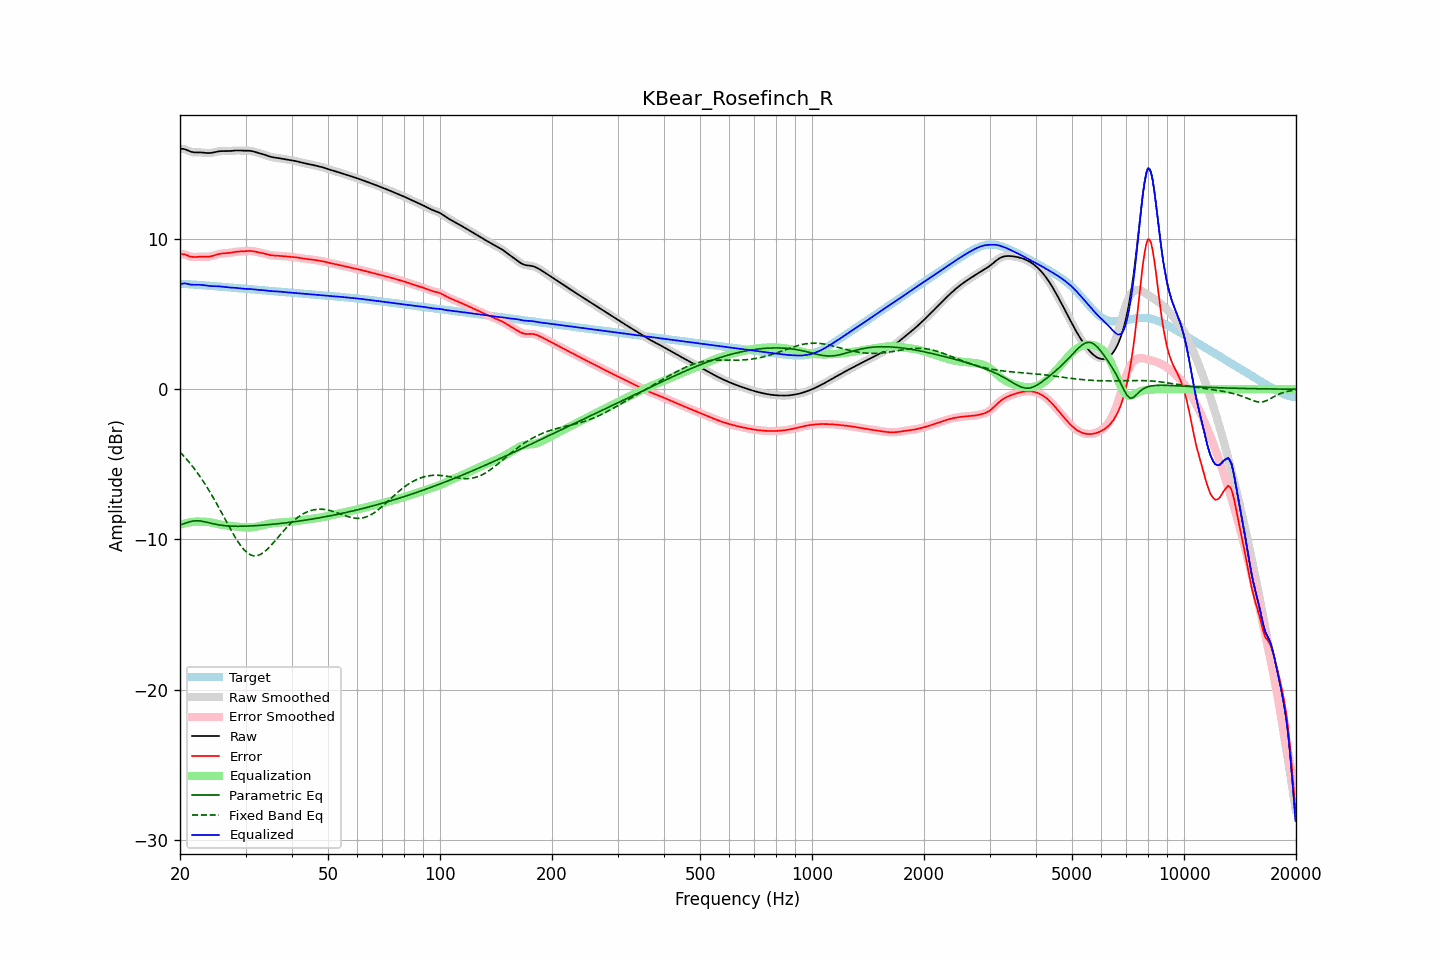 KBear_Rosefinch_R
Amplitude (dBr)
10
0
−10
−20
−30
Target
Raw Smoothed
Error Smoothed
Raw
Error
Equalization
Parametric Eq
Fixed Band Eq
Equalized
20 50 100 200 500 1000 2000 5000 10000 20000
Frequency (Hz)